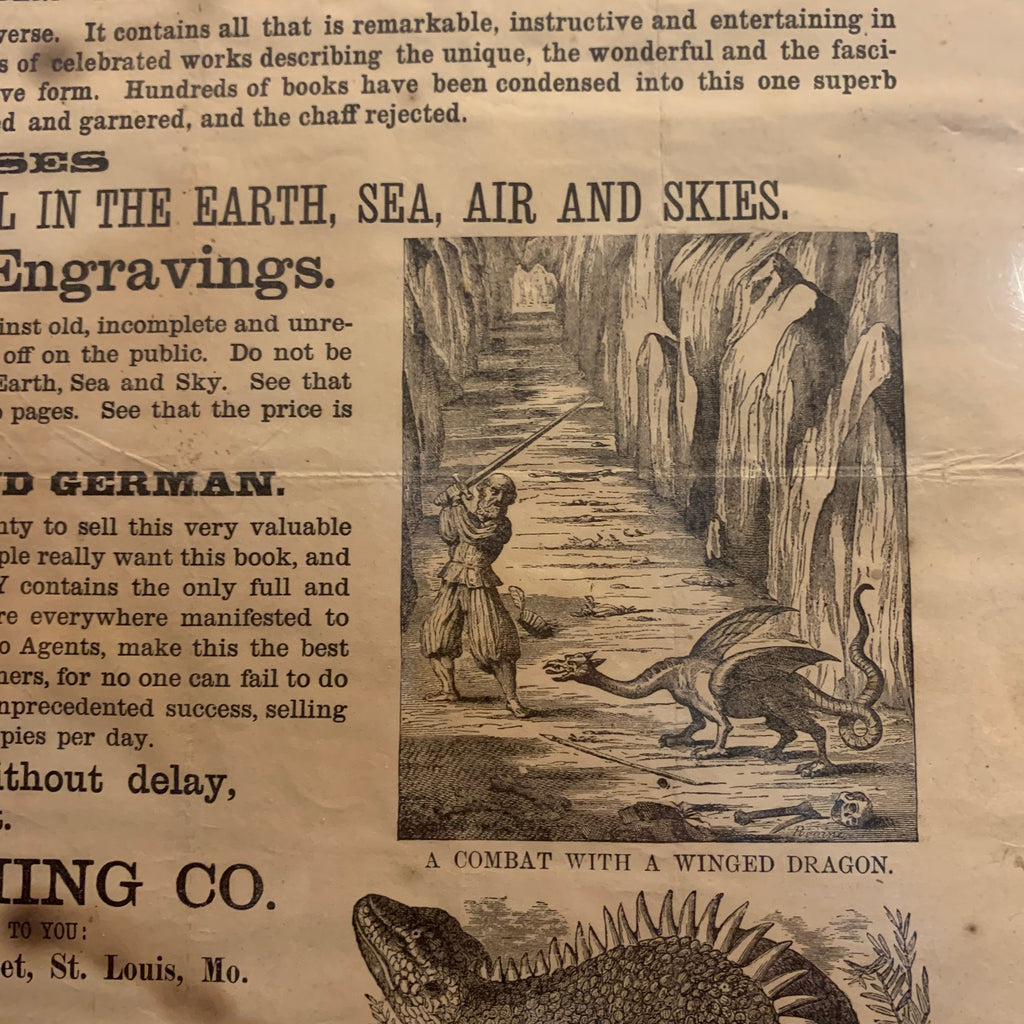 verse. It contains all that is remarkable, instructive and entertaining in
s of celebrated works describing the unique, the wonderful and the fasci-
ve form. Hundreds of books have been condensed into this one superb
d and garnered, and the chaff rejected.
SES
L IN THE EARTH, SEA, AIR AND SKIES.
Engravings.
inst old, incomplete and unre-
off on the public. Do not be
Earth, Sea and Sky. See that
pages. See that the price is
D GERMAN.
nty to sell this very valuable
ple really want this book, and
Y contains the only full and
re everywhere manifested to
o Agents, make this the best
ners, for no one can fail to do
nprecedented success, selling
pies per day.
ithout delay,
A COMBAT WITH A WINGED DRAGON.
HING CO.
TO YOU:
et, St. Louis, Mo.